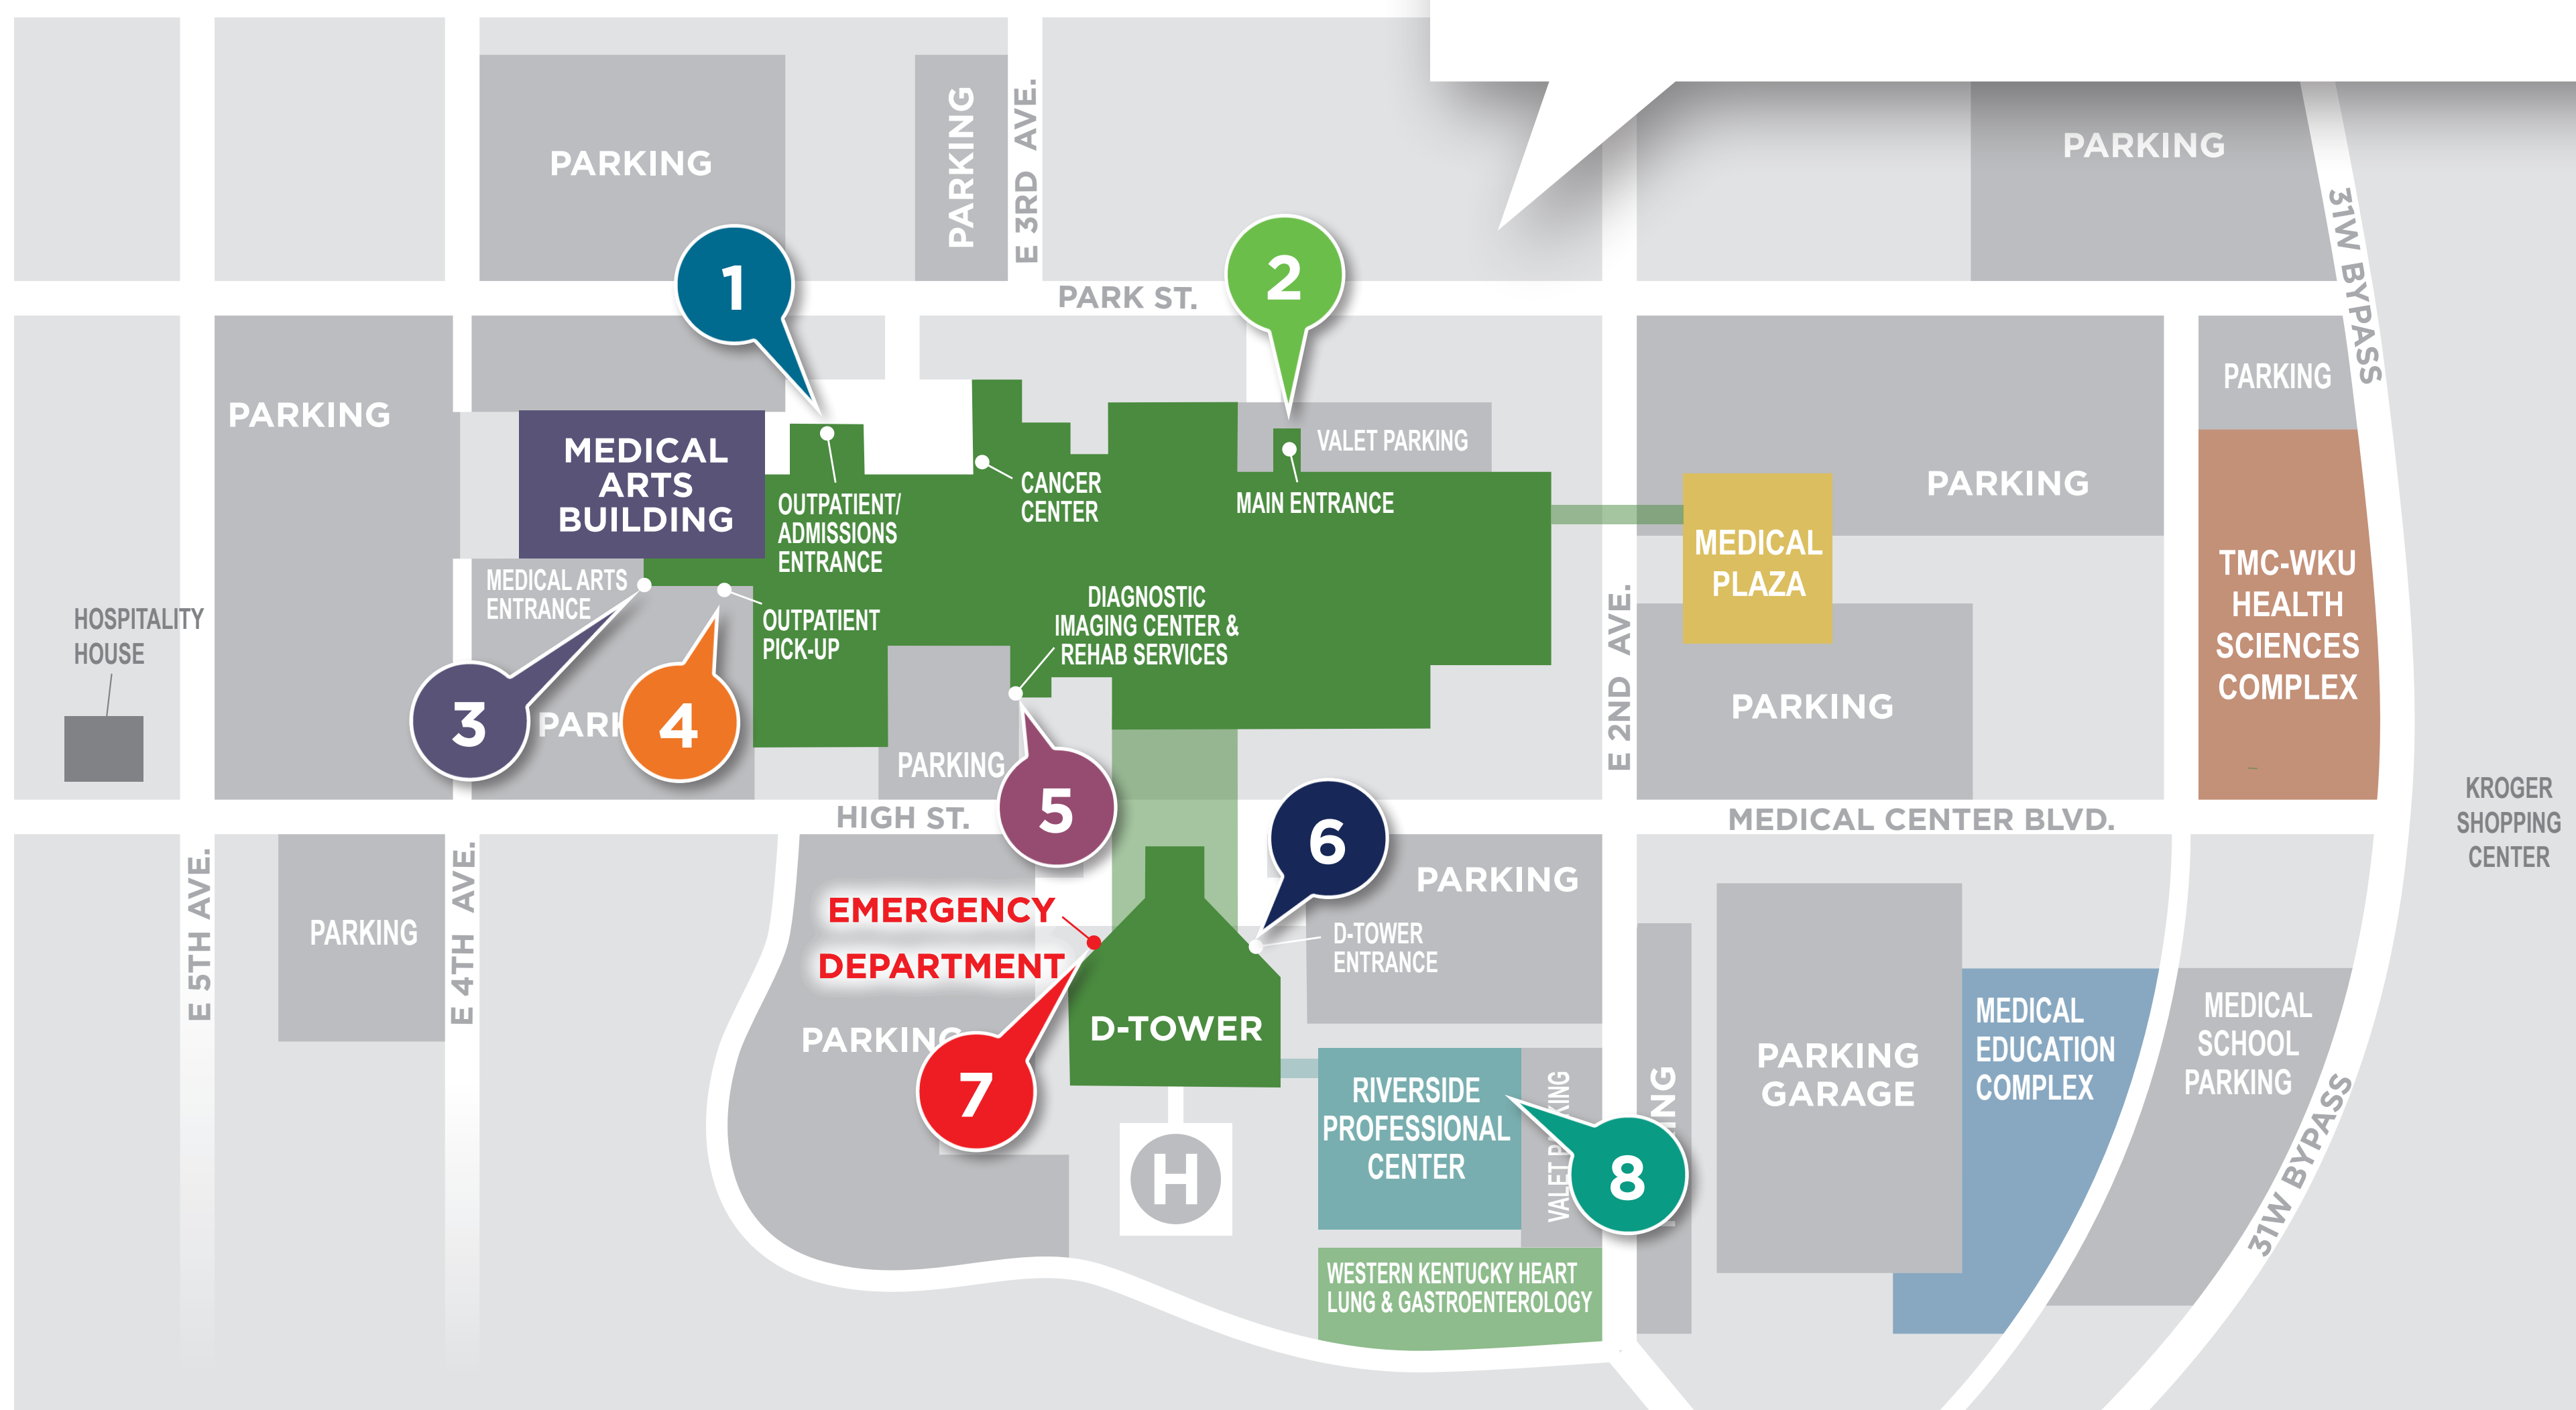 PARKING
PARKING
E 3RD AVE.
PARKING
31W BYPASS
1
2
PARK ST.
PARKING
MEDICAL
ARTS
BUILDING
OUTPATIENT/
ADMISSIONS
ENTRANCE
CANCER
CENTER
VALET PARKING
MAIN ENTRANCE
PARKING
PARKING
MEDICAL
PLAZA
TMC-WKU
HEALTH
SCIENCES
COMPLEX
MEDICAL ARTS
ENTRANCE
OUTPATIENT
PICK-UP
DIAGNOSTIC
IMAGING CENTER &
REHAB SERVICES
HOSPITALITY
HOUSE
E 2ND AVE.
PARKING
3
PARK
4
PARKING
5
HIGH ST.
6
MEDICAL CENTER BLVD.
KROGER
SHOPPING
CENTER
E 5TH AVE.
PARKING
E 4TH AVE.
EMERGENCY
DEPARTMENT
PARKING
D-TOWER
ENTRANCE
PARKING
7
D-TOWER
H
RIVERSIDE
PROFESSIONAL
CENTER
VALET PARKING
8
PARKING
PARKING
GARAGE
MEDICAL
EDUCATION
COMPLEX
MEDICAL
SCHOOL
PARKING
31W BYPASS
WESTERN KENTUCKY HEART
LUNG & GASTROENTEROLOGY